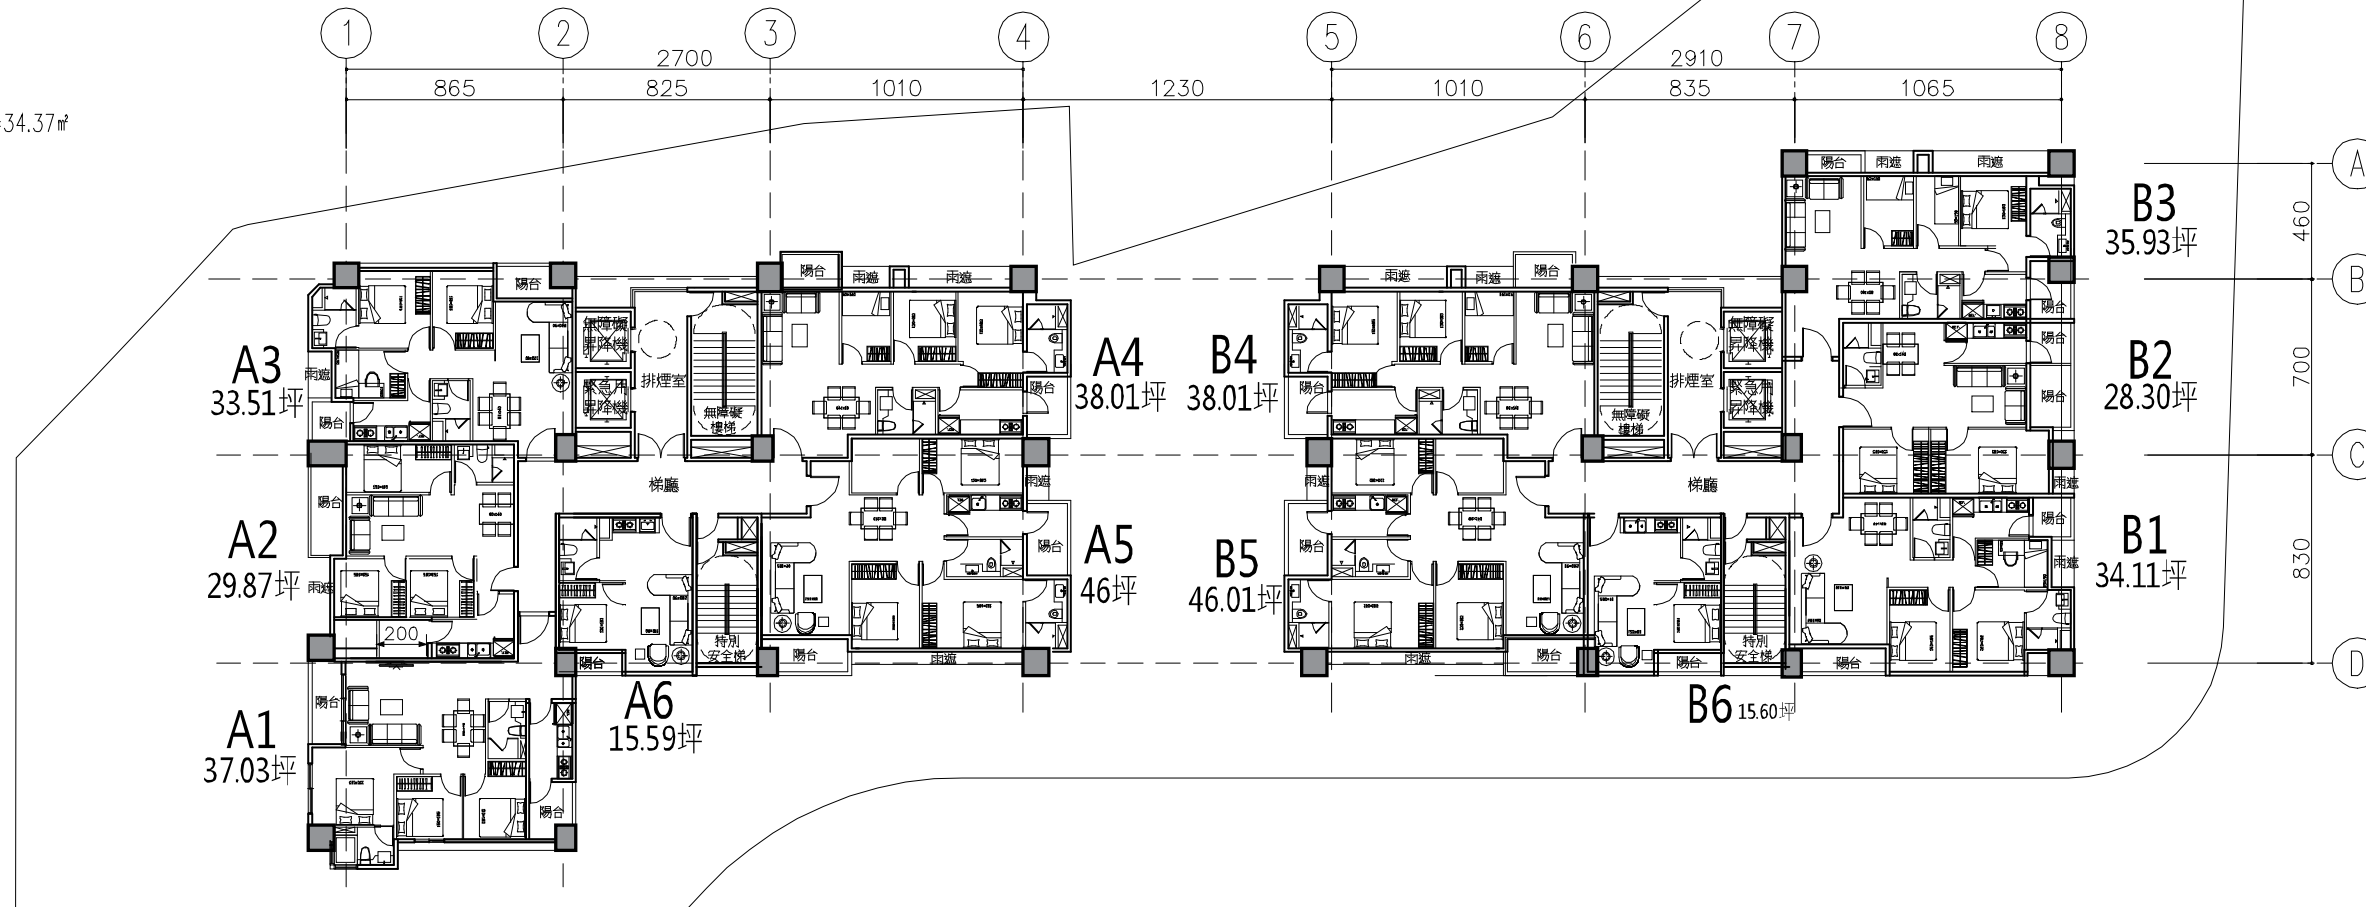 1 2 3 4 5 6 7 8
2700 2910
865 825 1010 1230 1010 835 1065
34.37㎡
A
460
B
700
C
830
D
陽台 雨遮 雨遮
B3
35.93坪
陽台
陽台
B2
28.30坪
陽台
雨遮
陽台
B1
34.11坪
雨遮
陽台
陽台 雨遮 雨遮
A3
33.51坪
雨遮
陽台
無障礙
昇降機
緊急用
昇降機
排煙室
無障礙
樓梯
陽台
A4
38.01坪
梯廳
陽台
A2
29.87坪
雨遮
200
雨遮
陽台
A5
46坪
特別
安全梯
陽台
陽台
雨遮
A6
15.59坪
陽台
A1
37.03坪
陽台
雨遮 雨遮 陽台
B4
38.01坪
陽台
無障礙
樓梯
排煙室
無障礙
昇降機
緊急用
昇降機
梯廳
陽台
B5
46.01坪
雨遮
陽台
陽台
特別
安全梯
B6 15.60坪